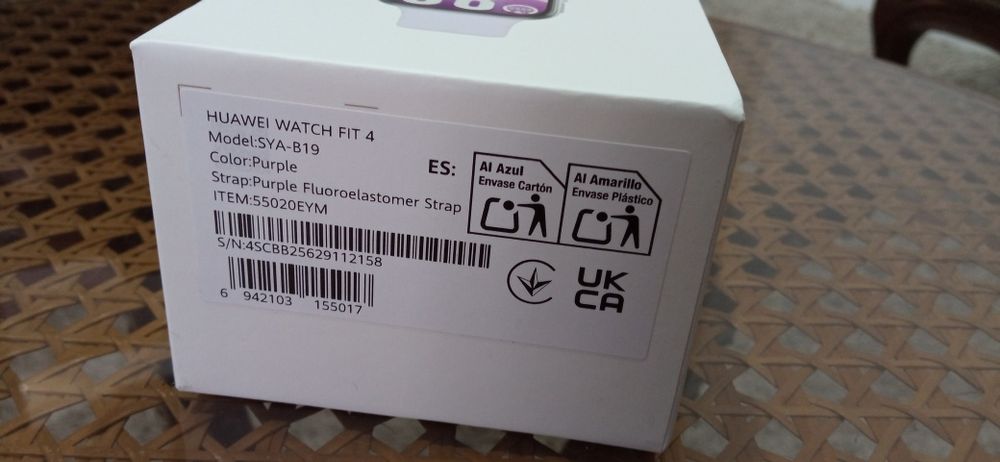 HUAWEI WATCH FIT 4
Model:SYA-B19
Color:Purple
Strap:Purple Fluoroelastomer Strap
ITEM:55020EYM
S/N:4SCBB25629112158
6 942103 155017
ES:
Al Azul
Envase Cartón
Al Amarillo
Envase Plástico
UK
CA